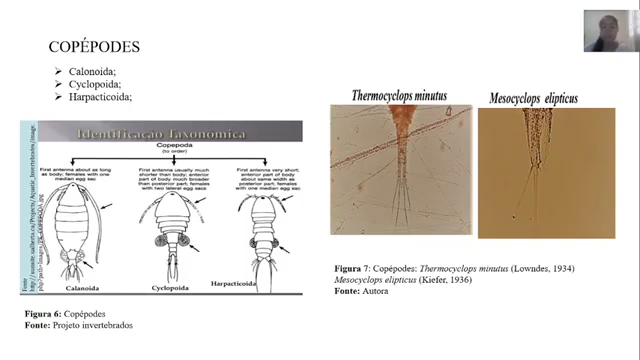 COPÉPODES
➢ Calonoida;
➢ Cyclopoida;
➢ Harpacticoida;
Identificação Taxonômica
Copepoda
(to order)
First antenna about as long
as body; females with one
median egg sac
First antenna usually much
shorter than body; anterior
part of body much broader
than posterior part; females
with two lateral egg sacs
First antenna very short;
anterior part of body
about same width as
posterior part; females
with one median egg sac
Calanoida
Cyclopoida
Harpacticoida
Fonte
Figura 6: Copépodes
Fonte: Projeto invertebrados
Thermocyclops minutus
Mesocyclops elipticus
Figura 7: Copépodes: Thermocyclops minutus (Lowndes, 1934)
Mesocyclops elipticus (Kiefer, 1936)
Fonte: Autora